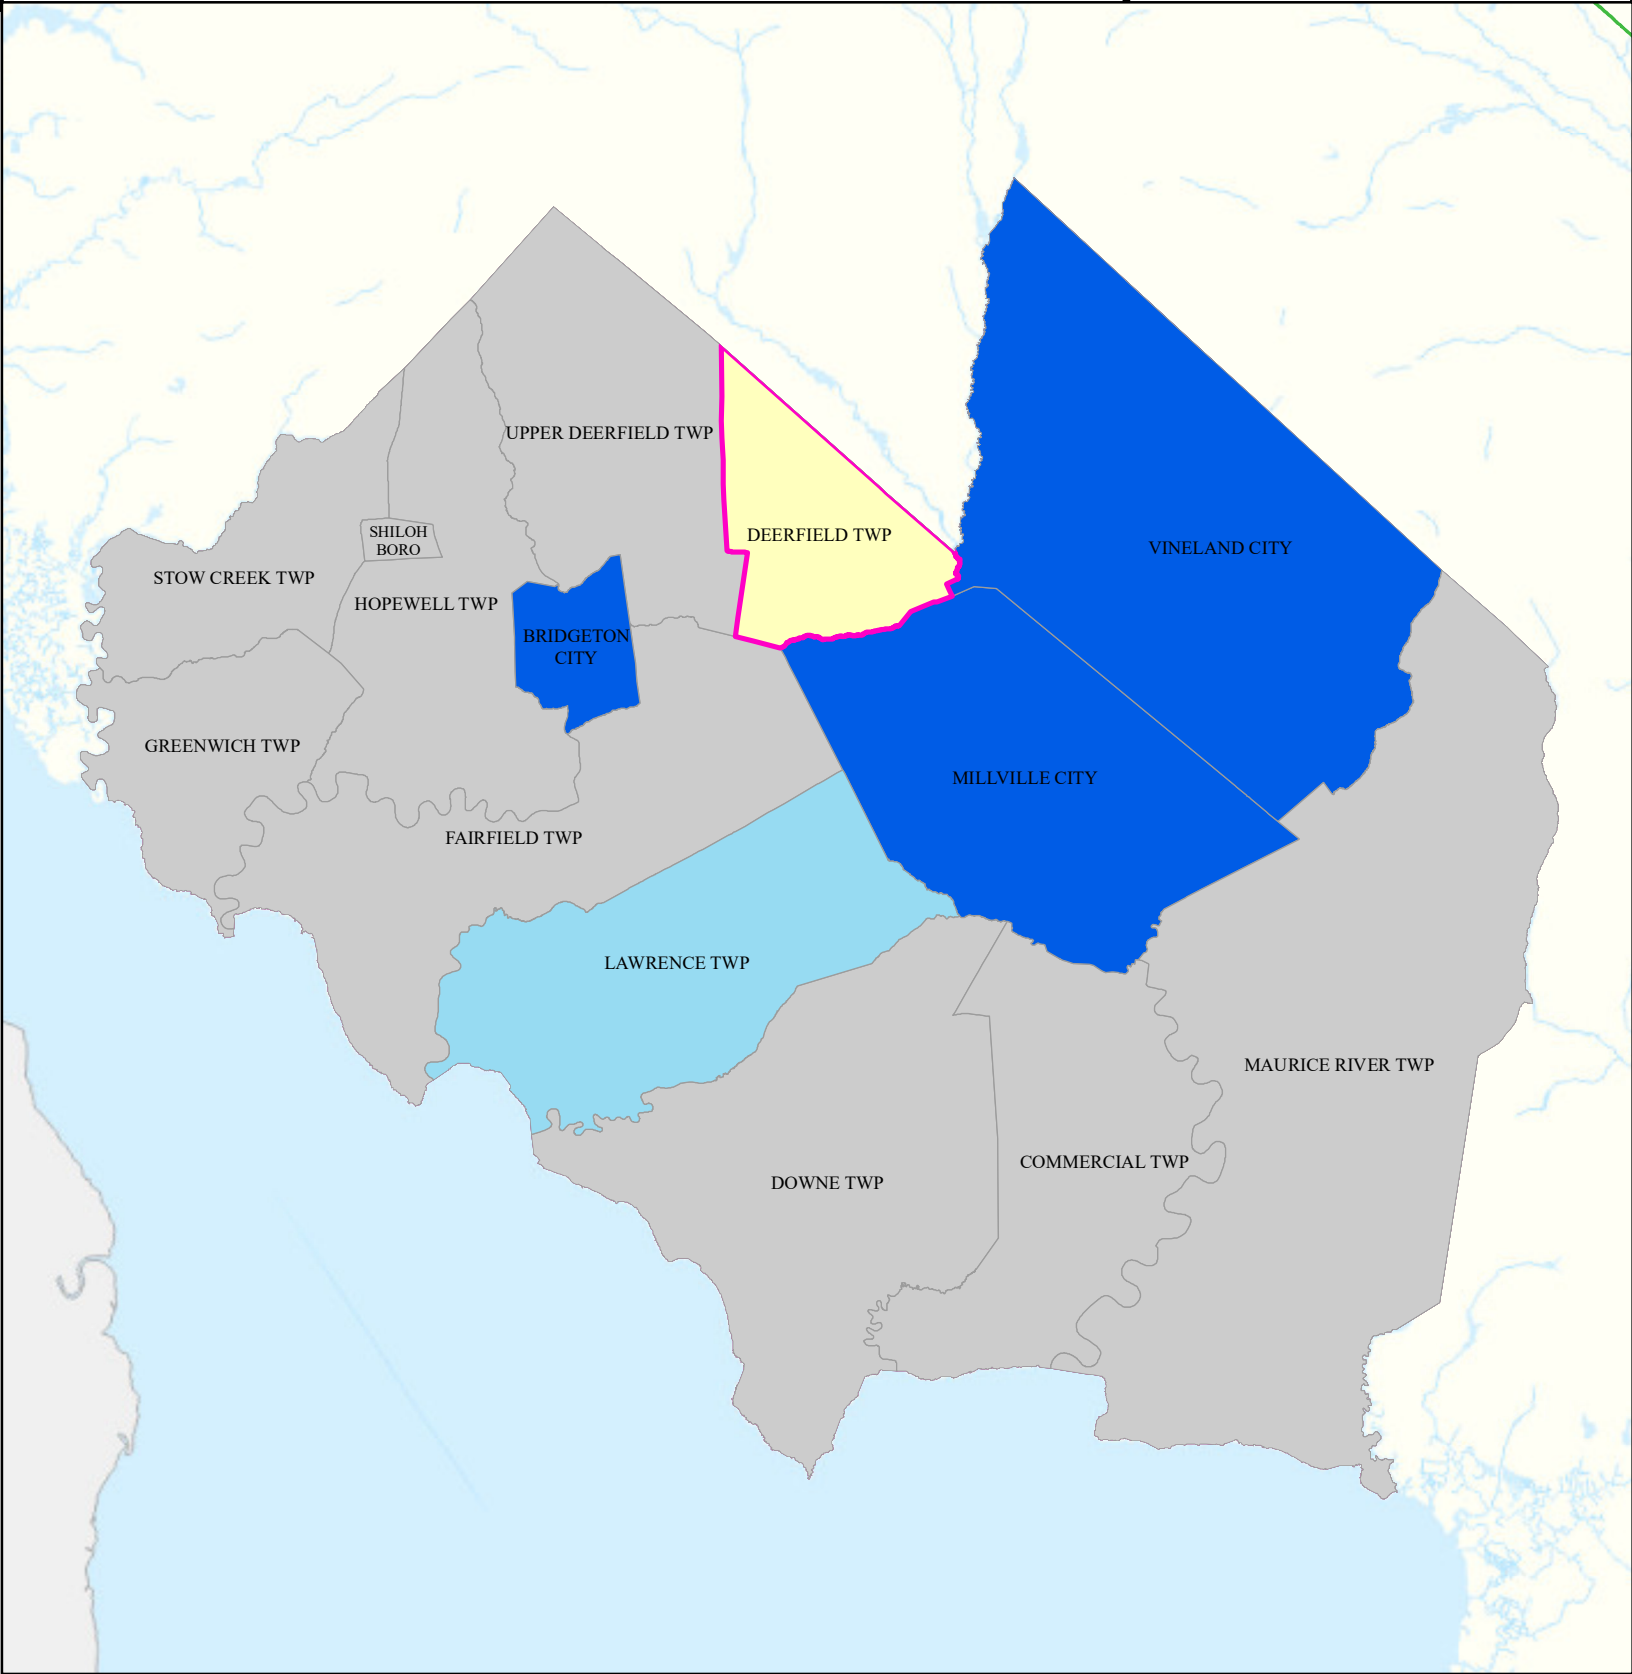 UPPER DEERFIELD TWP
DEERFIELD TWP
SHILOH
BORO
VINELAND CITY
STOW CREEK TWP
HOPEWELL TWP
BRIDGETON
CITY
GREENWICH TWP
MILLVILLE CITY
FAIRFIELD TWP
LAWRENCE TWP
MAURICE RIVER TWP
COMMERCIAL TWP
DOWNE TWP